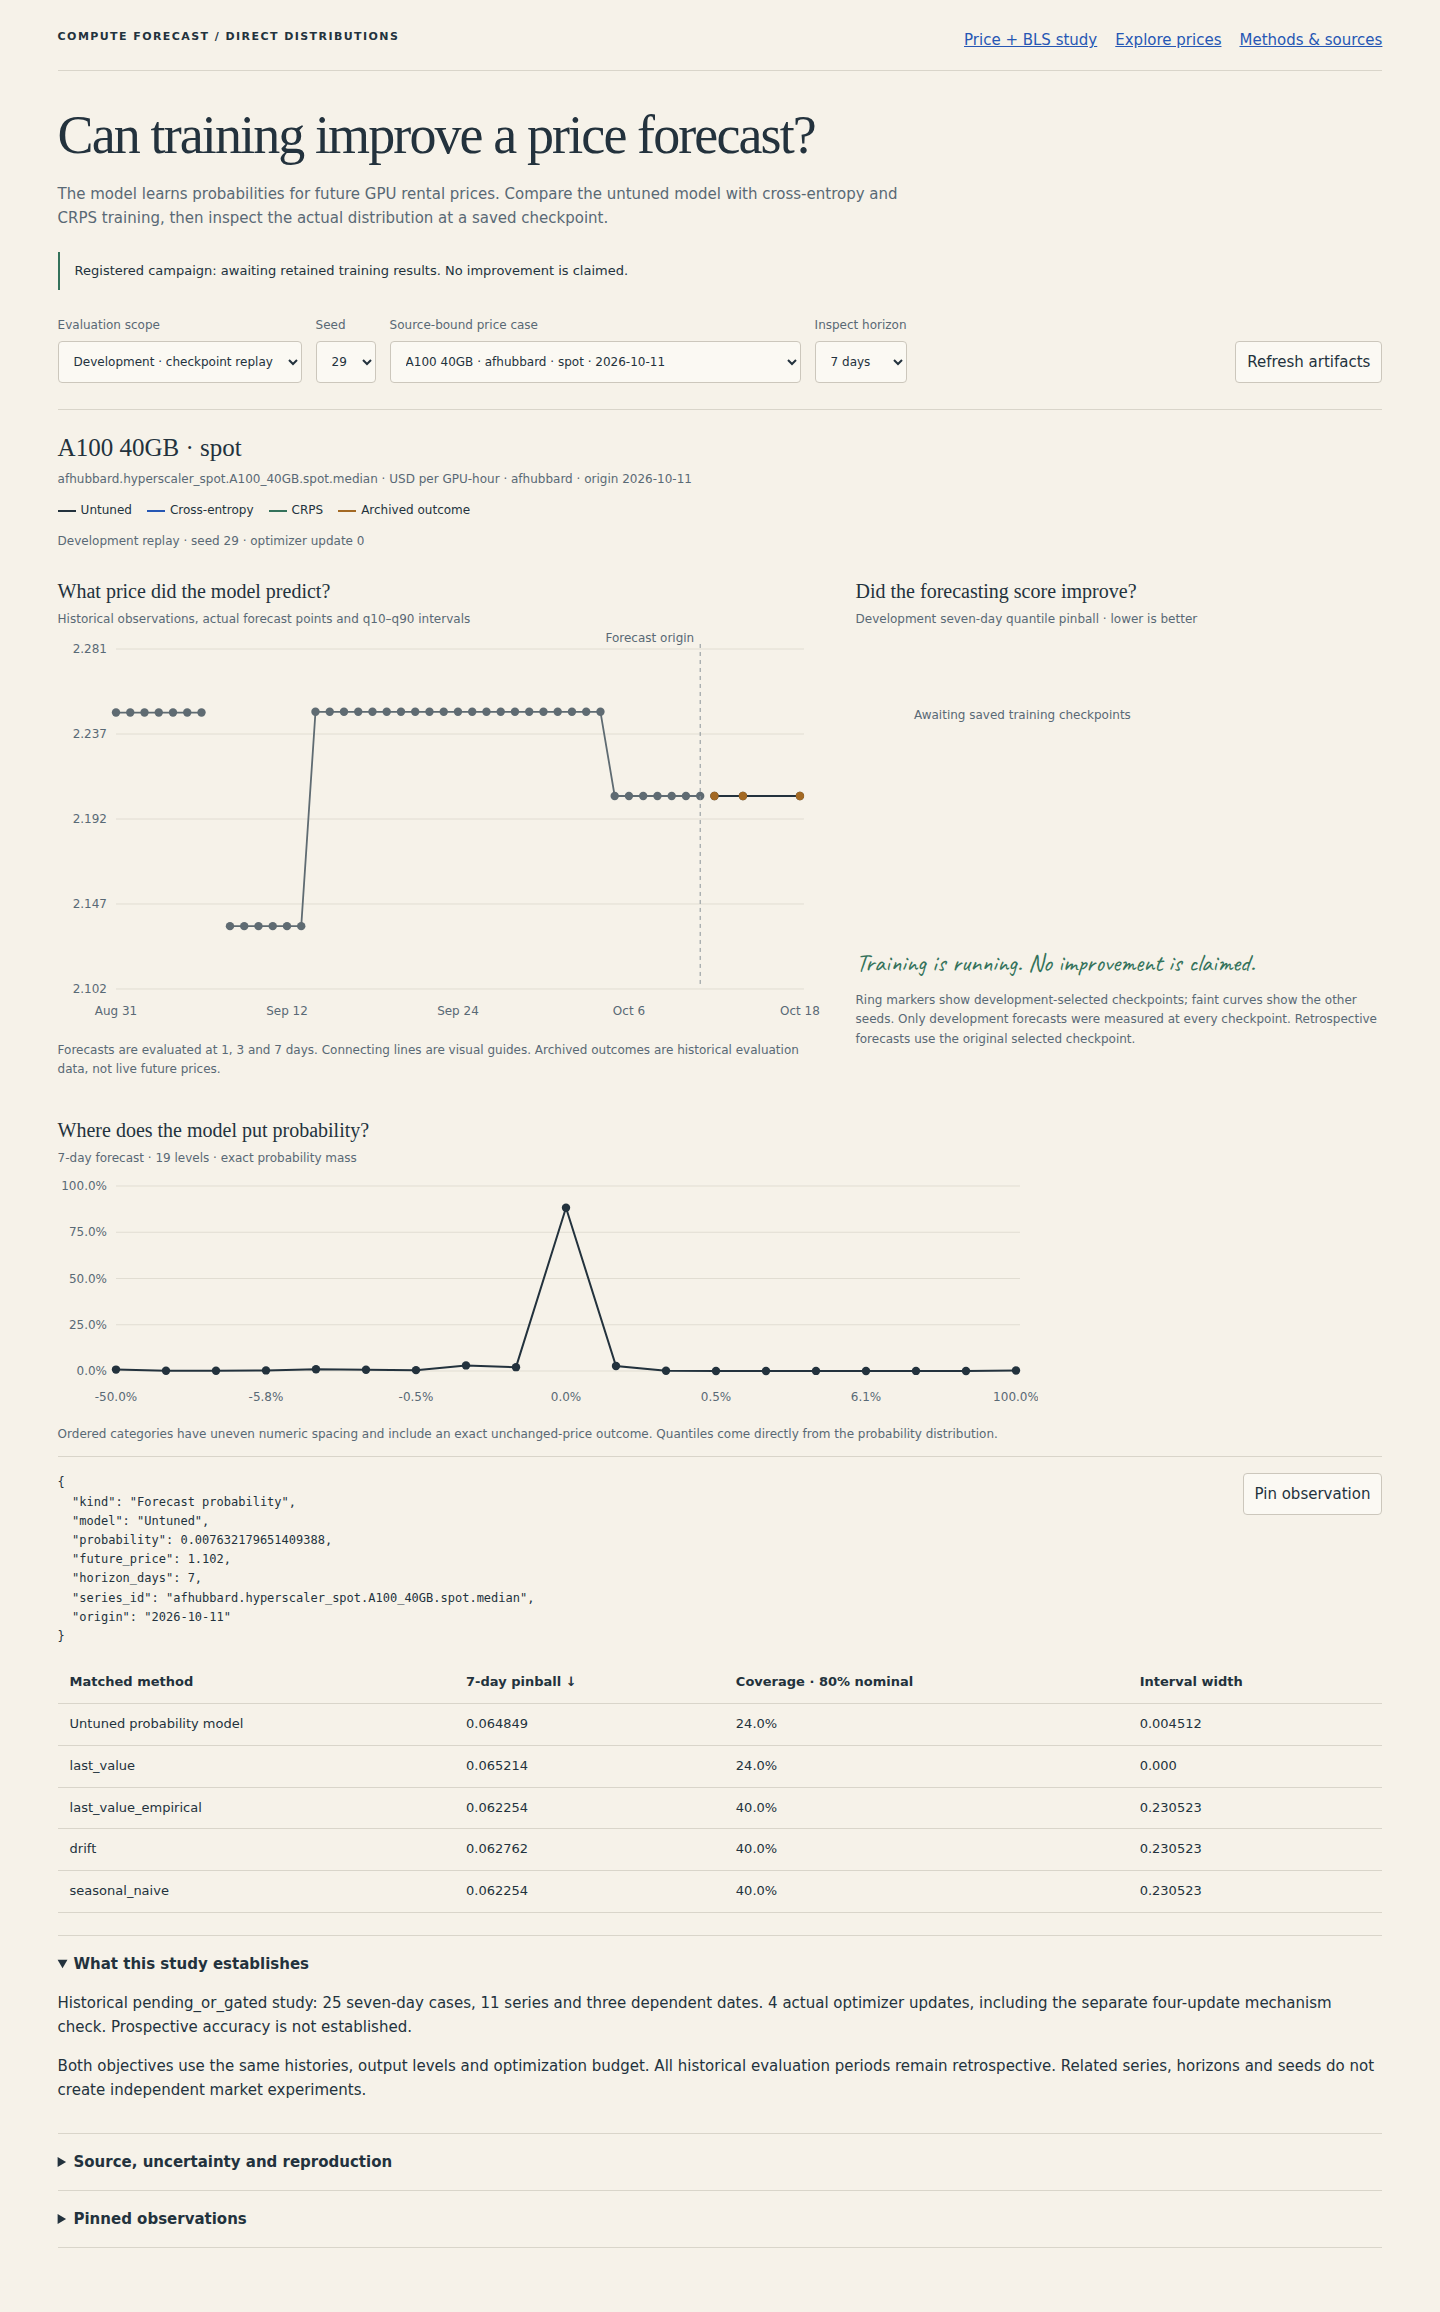 COMPUTE FORECAST / DIRECT DISTRIBUTIONS
Price + BLS study Explore prices Methods & sources
Can training improve a price forecast?
The model learns probabilities for future GPU rental prices. Compare the untuned model with cross-entropy and
CRPS training, then inspect the actual distribution at a saved checkpoint.
Registered campaign: awaiting retained training results. No improvement is claimed.
Evaluation scope Seed Source-bound price case Inspect horizon
Development · checkpoint replay 29 A100 40GB · afhubbard · spot · 2026-10-11 7 days Refresh artifacts
A100 40GB · spot
afhubbard.hyperscaler_spot.A100_40GB.spot.median · USD per GPU-hour · afhubbard · origin 2026-10-11
Untuned Cross-entropy CRPS Archived outcome
Development replay · seed 29 · optimizer update 0
What price did the model predict?
Historical observations, actual forecast points and q10–q90 intervals
Forecast origin
2.281
2.237
2.192
2.147
2.102
Aug 31 Sep 12 Sep 24 Oct 6 Oct 18
Forecasts are evaluated at 1, 3 and 7 days. Connecting lines are visual guides. Archived outcomes are historical evaluation
data, not live future prices.
Did the forecasting score improve?
Development seven-day quantile pinball · lower is better
Awaiting saved training checkpoints
Training is running. No improvement is claimed.
Ring markers show development-selected checkpoints; faint curves show the other
seeds. Only development forecasts were measured at every checkpoint. Retrospective
forecasts use the original selected checkpoint.
Where does the model put probability?
7-day forecast · 19 levels · exact probability mass
100.0%
75.0%
50.0%
25.0%
0.0%
-50.0% -5.8% -0.5% 0.0% 0.5% 6.1% 100.0%
Ordered categories have uneven numeric spacing and include an exact unchanged-price outcome. Quantiles come directly from the probability distribution.
{
"kind": "Forecast probability",
"model": "Untuned",
"probability": 0.007632179651409388,
"future_price": 1.102,
"horizon_days": 7,
"series_id": "afhubbard.hyperscaler_spot.A100_40GB.spot.median",
"origin": "2026-10-11"
}
Pin observation
Matched method 7-day pinball ↓ Coverage · 80% nominal Interval width
Untuned probability model 0.064849 24.0% 0.004512
last_value 0.065214 24.0% 0.000
last_value_empirical 0.062254 40.0% 0.230523
drift 0.062762 40.0% 0.230523
seasonal_naive 0.062254 40.0% 0.230523
▼ What this study establishes
Historical pending_or_gated study: 25 seven-day cases, 11 series and three dependent dates. 4 actual optimizer updates, including the separate four-update mechanism
check. Prospective accuracy is not established.
Both objectives use the same histories, output levels and optimization budget. All historical evaluation periods remain retrospective. Related series, horizons and seeds do not
create independent market experiments.
▶ Source, uncertainty and reproduction
▶ Pinned observations